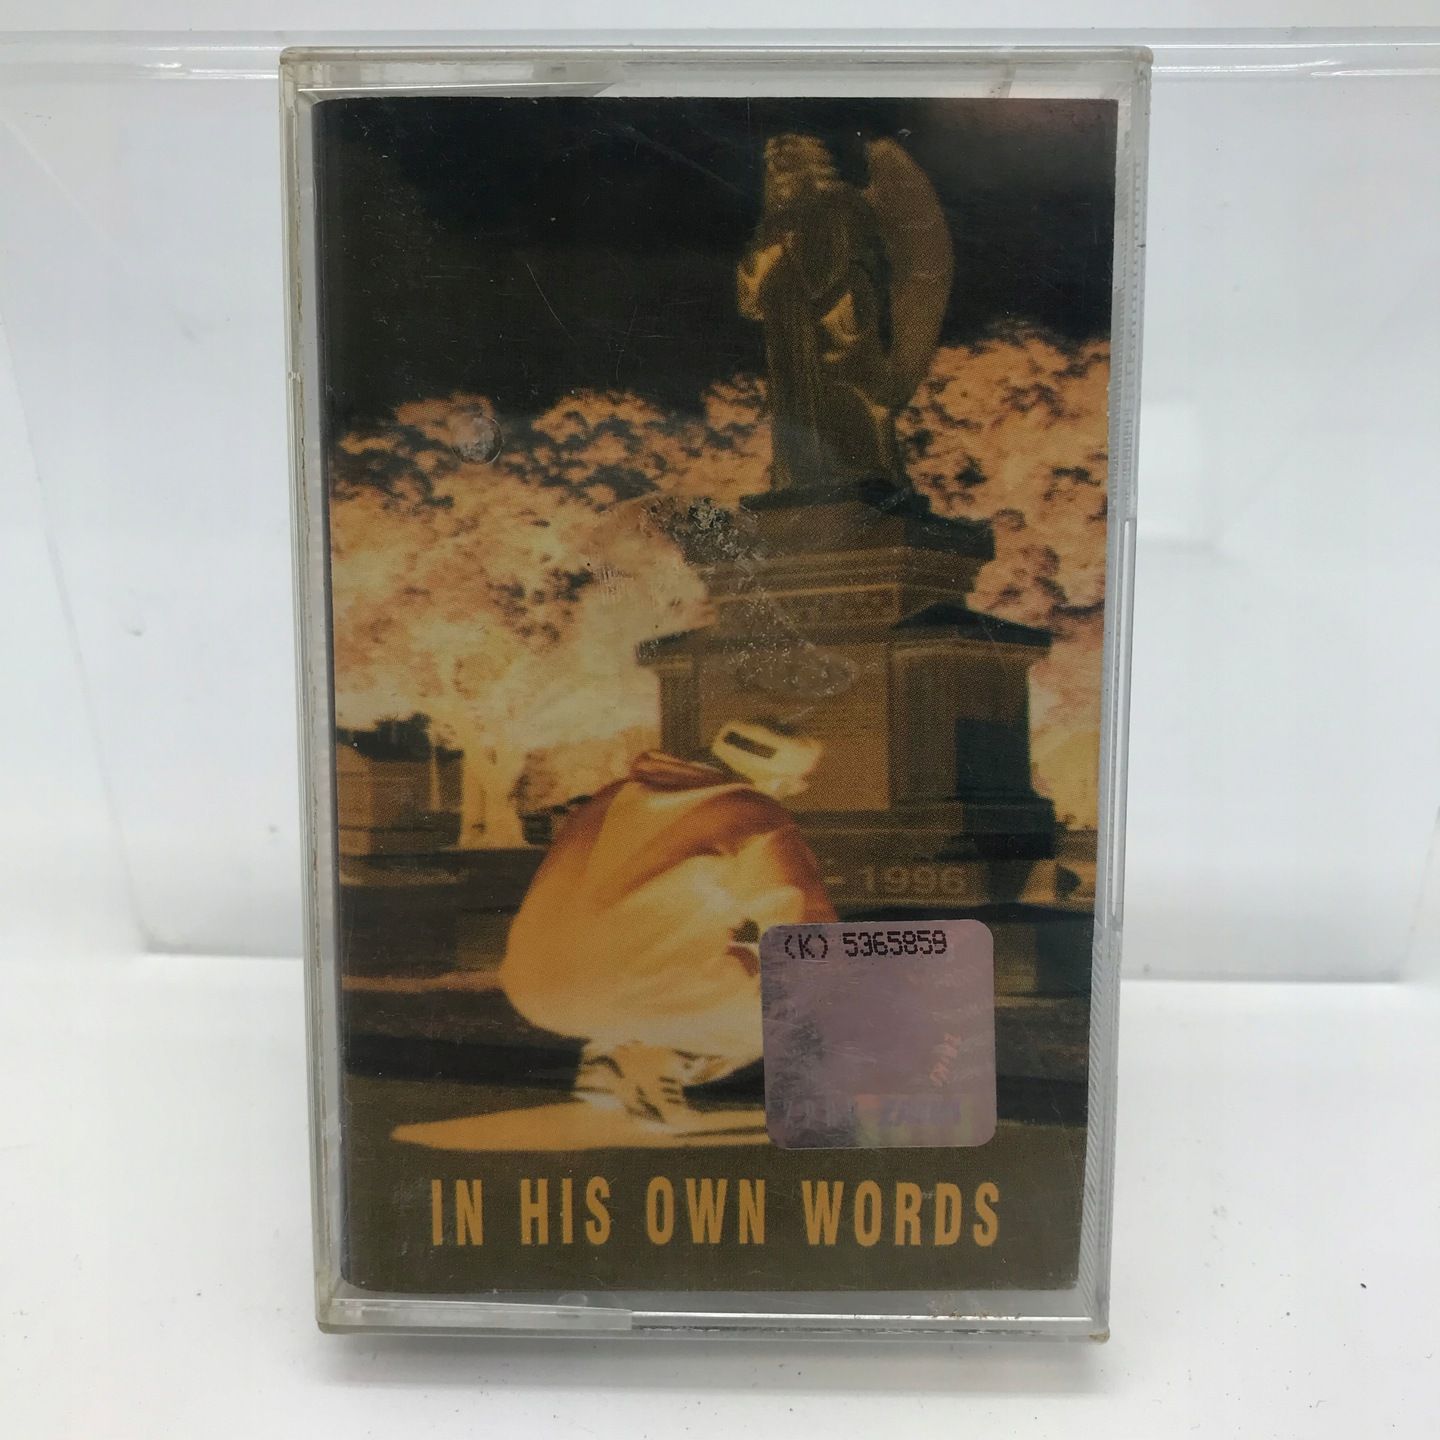 - 1996
(K) 5365859
IN HIS OWN WORDS